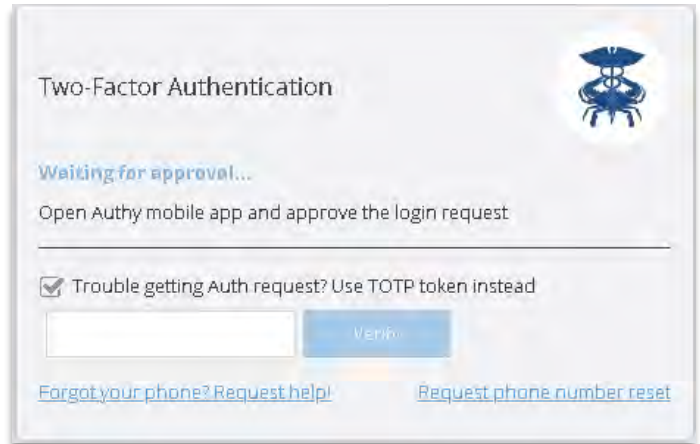 Two-Factor Authentication
Waiting for approval...
Open Authy mobile app and approve the login request
Trouble getting Auth request? Use TOTP token instead
Verify
Forgot your phone? Request help!
Request phone number reset